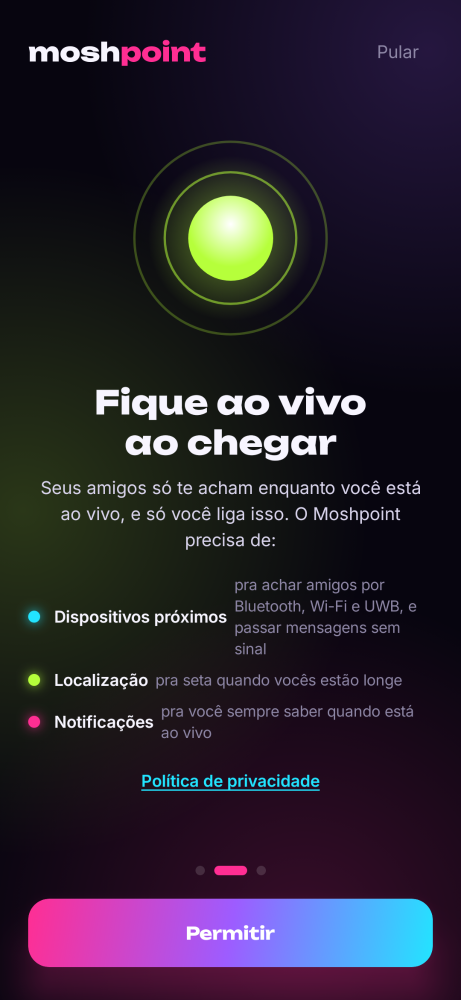 moshpoint
Pular
Fique ao vivo
ao chegar
Seus amigos só te acham enquanto você está
ao vivo, e só você liga isso. O Moshpoint
precisa de:
Dispositivos próximos
pra achar amigos por
Bluetooth, Wi-Fi e UWB, e
passar mensagens sem
sinal
Localização pra seta quando vocês estão longe
Notificações
pra você sempre saber quando está
ao vivo
Política de privacidade
Permitir